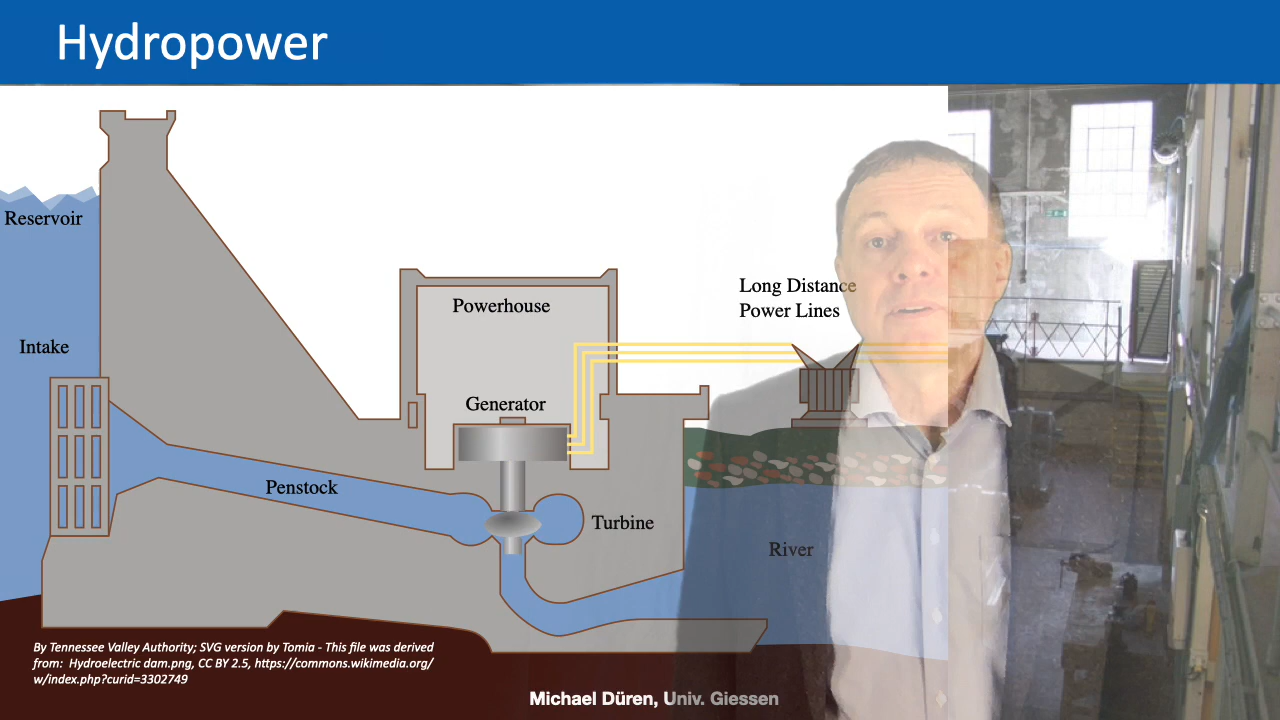 Hydropower
Reservoir
Intake
Powerhouse
Long Distance
Power Lines
Generator
Penstock
Turbine
River
By Tennessee Valley Authority; SVG version by Tomia - This file was derived
from:  Hydroelectric dam.png, CC BY 2.5, https://commons.wikimedia.org/
w/index.php?curid=3302749
Michael Düren, Univ. Giessen